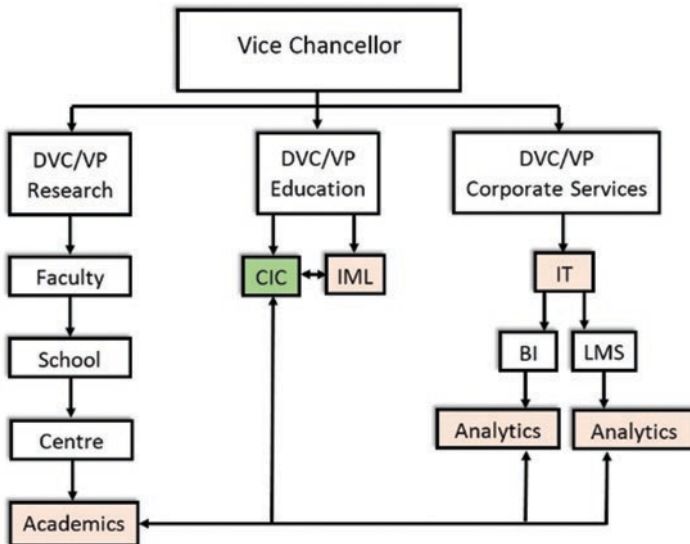 Vice Chancellor
DVC/VP
Research
DVC/VP
Education
DVC/VP
Corporate Services
Faculty
CIC
IML
IT
School
BI
LMS
Centre
Analytics
Analytics
Academics